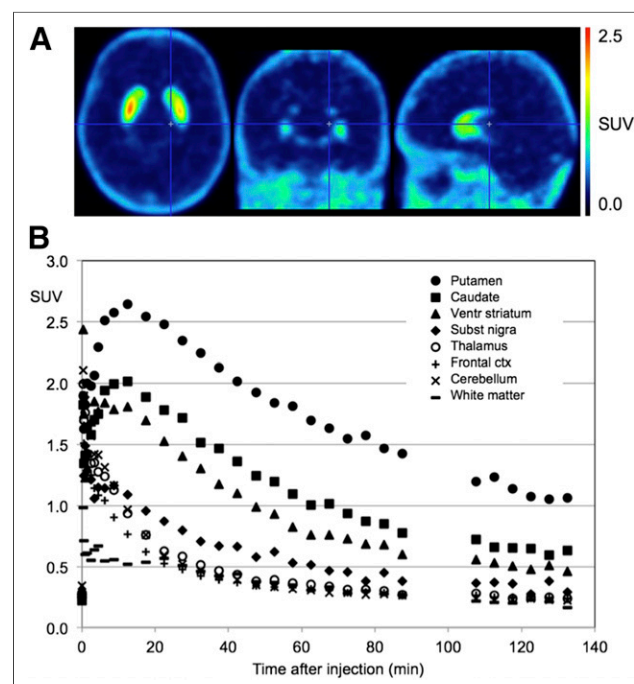 A
2.5
SUV
0.0
B
3.0
SUV
2.5
2.0
1.5
1.0
0.5
0.0
Putamen
Caudate
Ventr striatum
Subst nigra
Thalamus
Frontal ctx
Cerebellum
White matter
0 20 40 60 80 100 120 140
Time after injection (min)